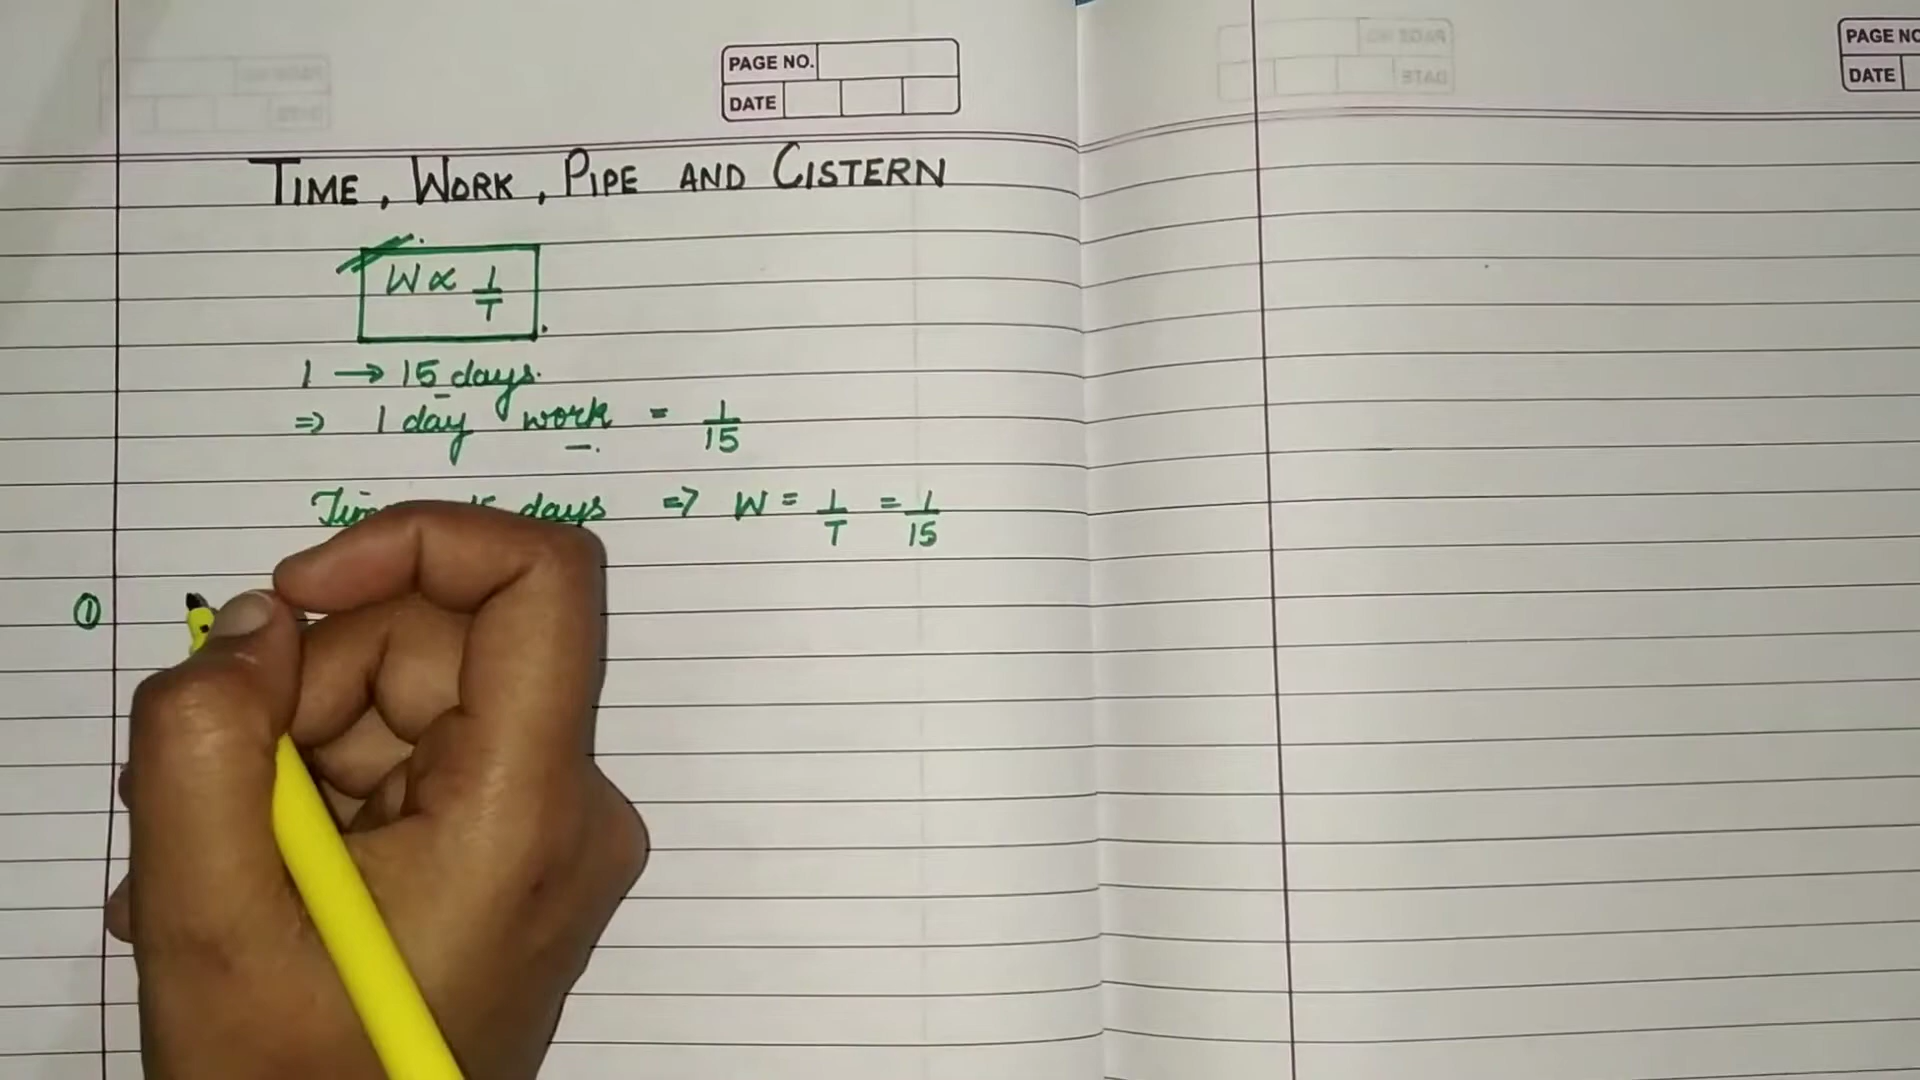 PAGE NO.
DATE
PAGE NO
DATE
TIME, WORK, PIPE AND CISTERN
W ∝ 1/T
1 → 15 days.
⇒ 1 day work = 1/15
days ⇒ W = 1/T = 1/15
①